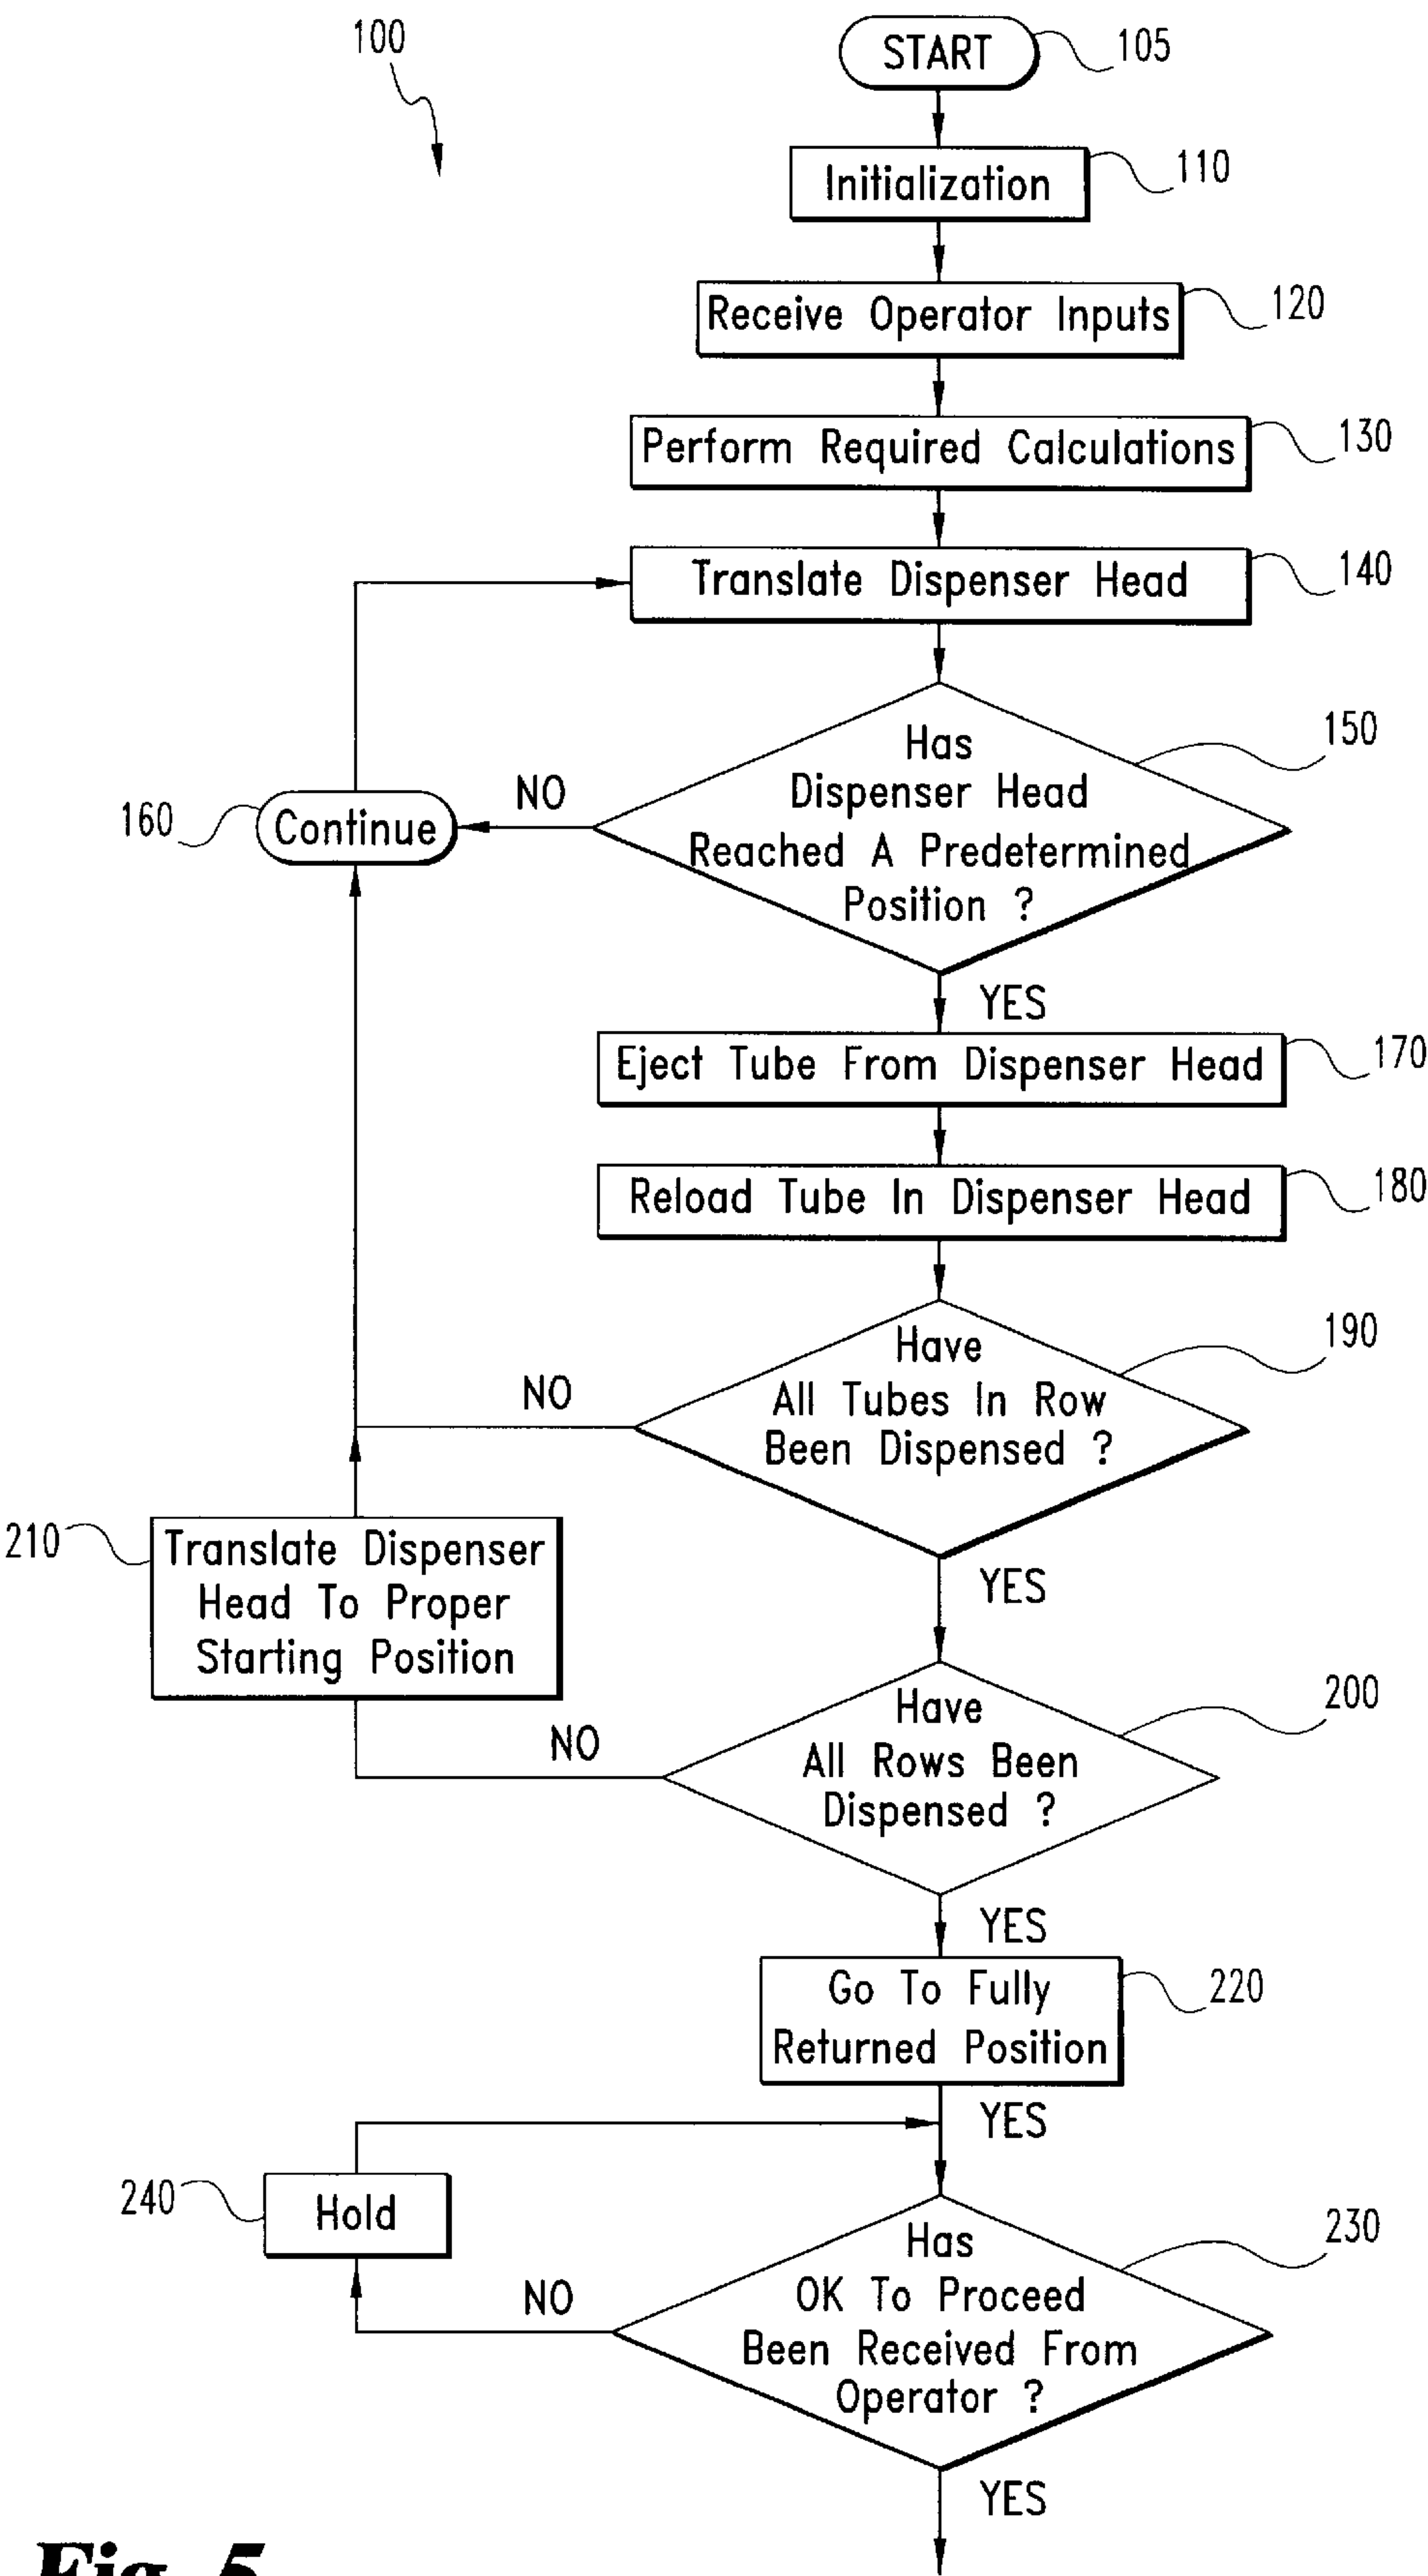 100
START
105
Initialization
110
Receive Operator Inputs
120
Perform Required Calculations
130
Translate Dispenser Head
140
Has
Dispenser Head
Reached A Predetermined
Position ?
150
NO
Continue
160
YES
Eject Tube From Dispenser Head
170
Reload Tube In Dispenser Head
180
Have
All Tubes In Row
Been Dispensed ?
190
NO
YES
210
Translate Dispenser
Head To Proper
Starting Position
Have
All Rows Been
Dispensed ?
200
NO
YES
Go To Fully
Returned Position
220
YES
240
Hold
Has
OK To Proceed
Been Received From
Operator ?
230
NO
YES
Fig. 5